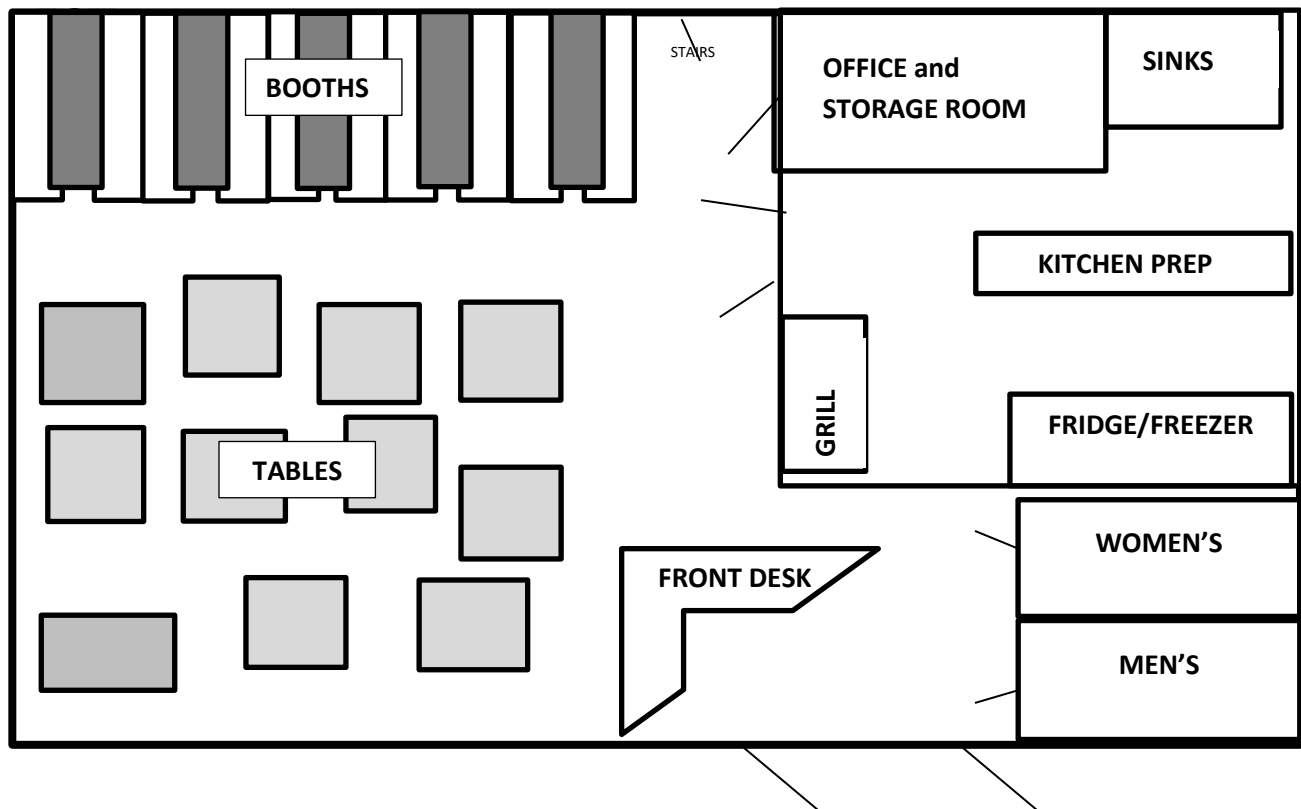 STAIRS
OFFICE and
STORAGE ROOM
SINKS
BOOTHS
KITCHEN PREP
GRILL
FRIDGE/FREEZER
TABLES
WOMEN’S
FRONT DESK
MEN’S